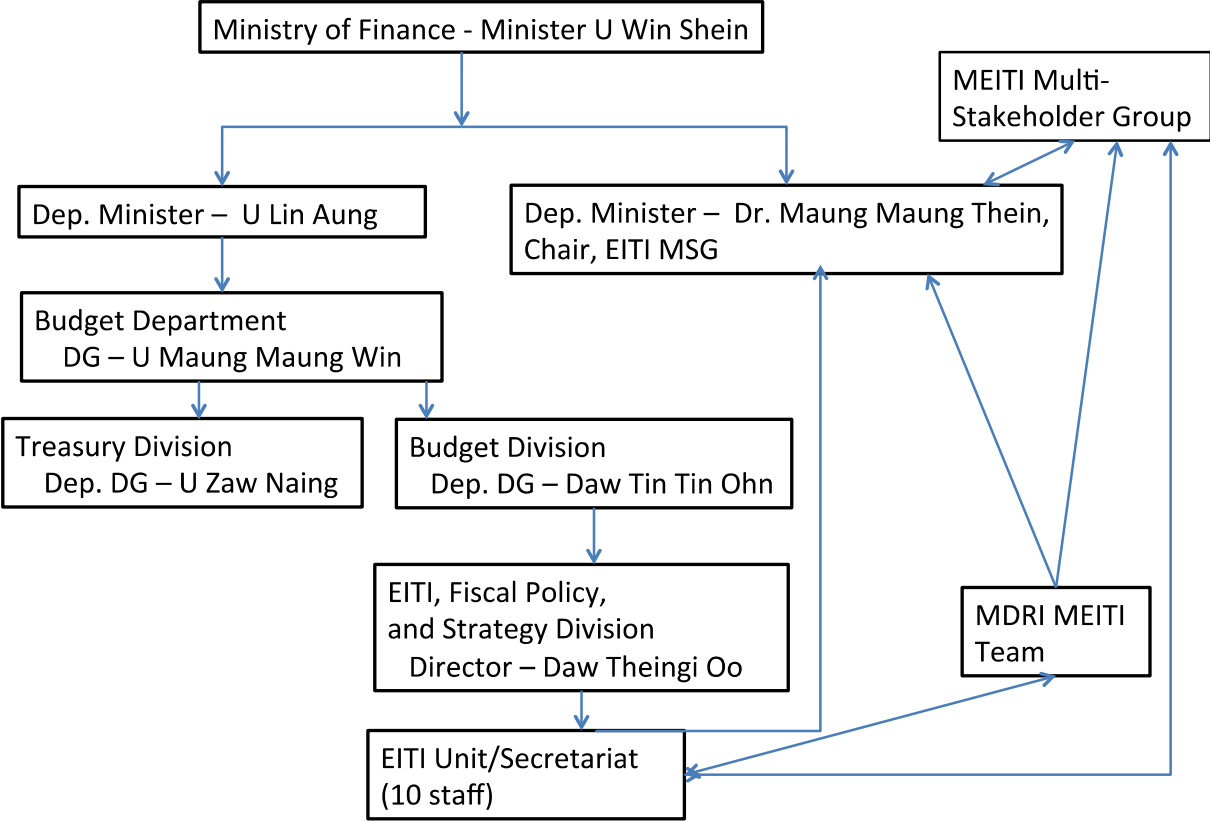 Ministry of Finance - Minister U Win Shein
MEITI Multi-
Stakeholder Group
Dep. Minister – U Lin Aung
Dep. Minister – Dr. Maung Maung Thein,
Chair, EITI MSG
Budget Department
DG – U Maung Maung Win
Treasury Division
Dep. DG – U Zaw Naing
Budget Division
Dep. DG – Daw Tin Tin Ohn
EITI, Fiscal Policy,
and Strategy Division
Director – Daw Theingi Oo
MDRI MEITI
Team
EITI Unit/Secretariat
(10 staff)